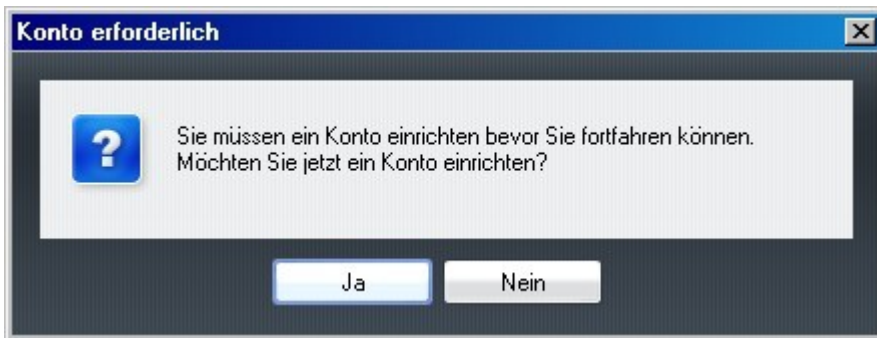 Konto erforderlich
Sie müssen ein Konto einrichten bevor Sie fortfahren können.
Möchten Sie jetzt ein Konto einrichten?
Ja
Nein